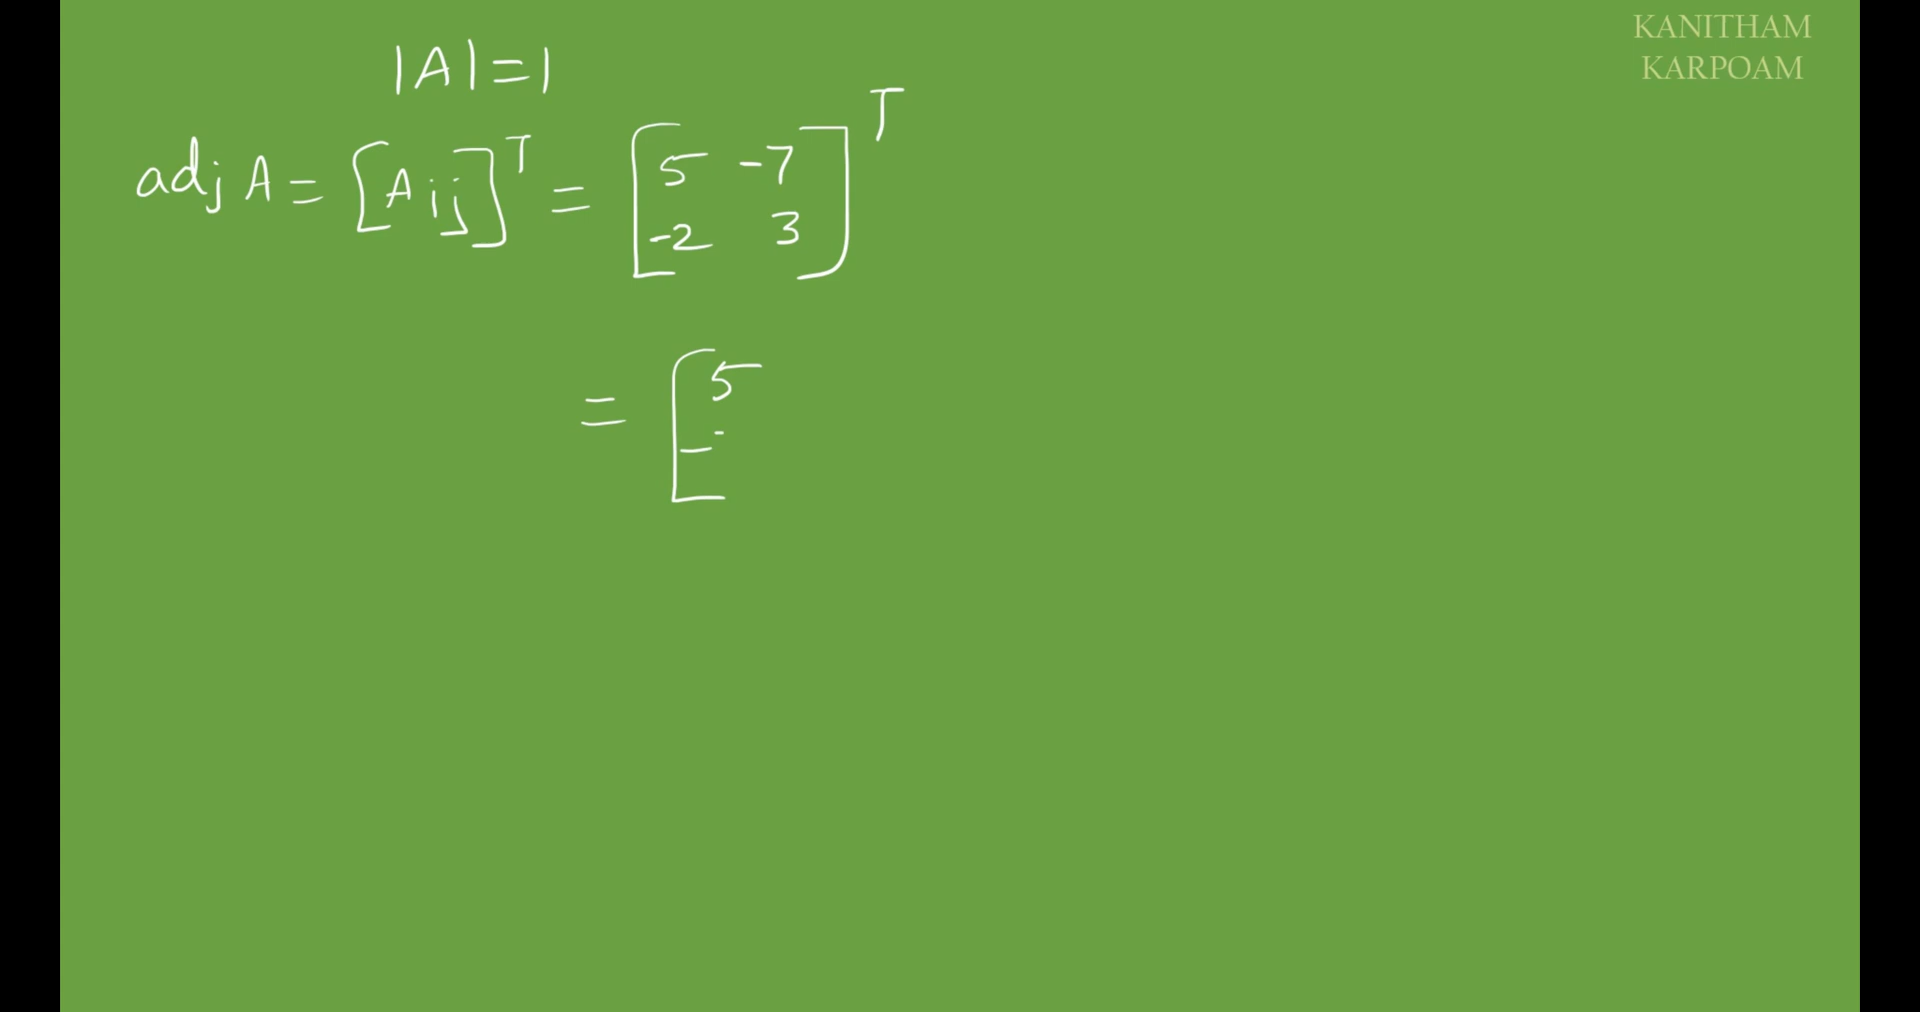 KANITHAM
KARPOAM
|A| = 1
adj A = [Aij]^T = [5 -7
-2 3]^T
= [5
-